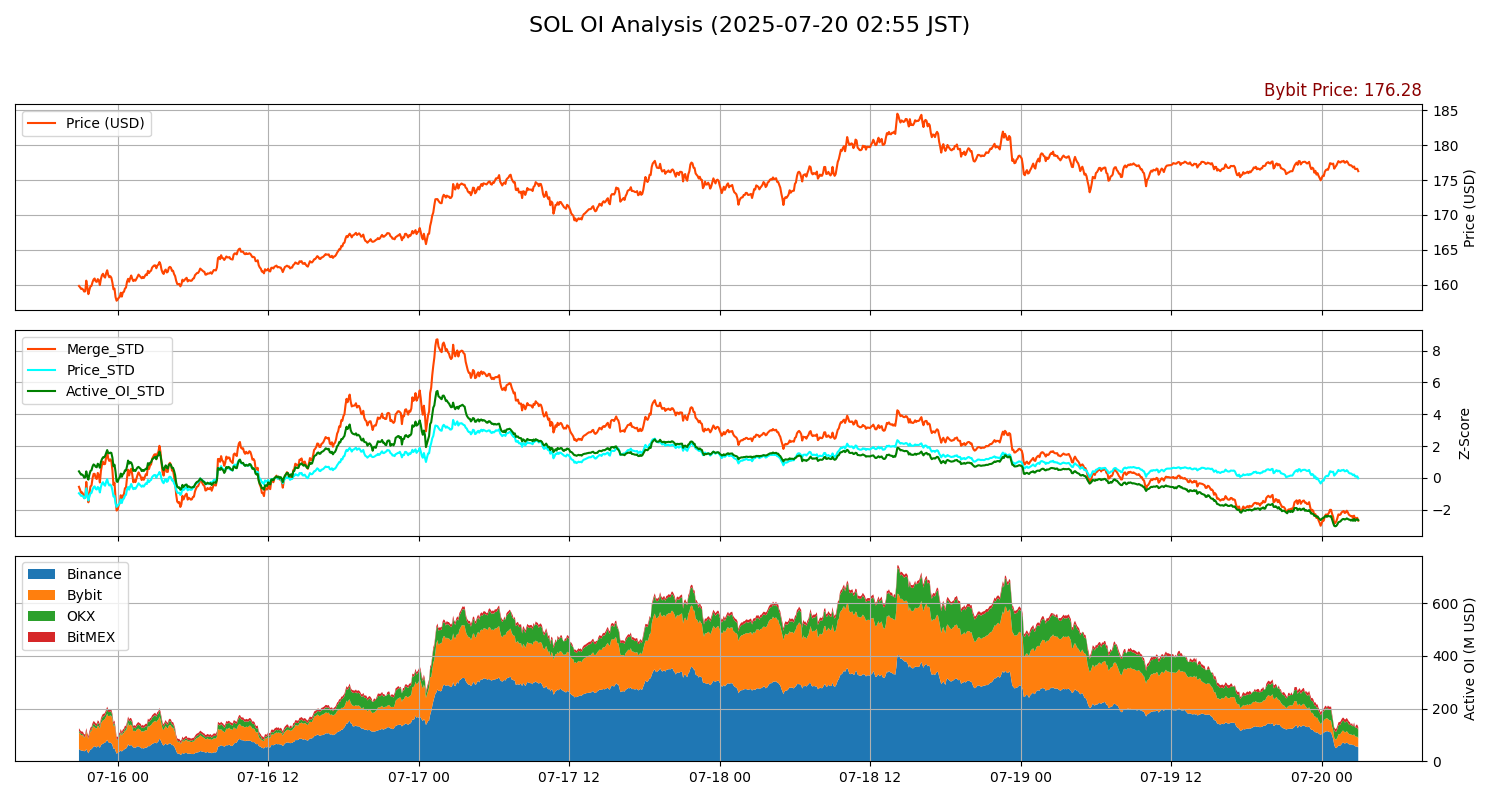 SOL OI Analysis (2025-07-20 02:55 JST)
Bybit Price: 176.28
Price (USD)
185
180
175
170
165
160
Price (USD)
Merge_STD
Price_STD
Active_OI_STD
8
6
4
2
0
−2
Z-Score
Binance
Bybit
OKX
BitMEX
600
400
200
0
Active OI (M USD)
07-16 00
07-16 12
07-17 00
07-17 12
07-18 00
07-18 12
07-19 00
07-19 12
07-20 00